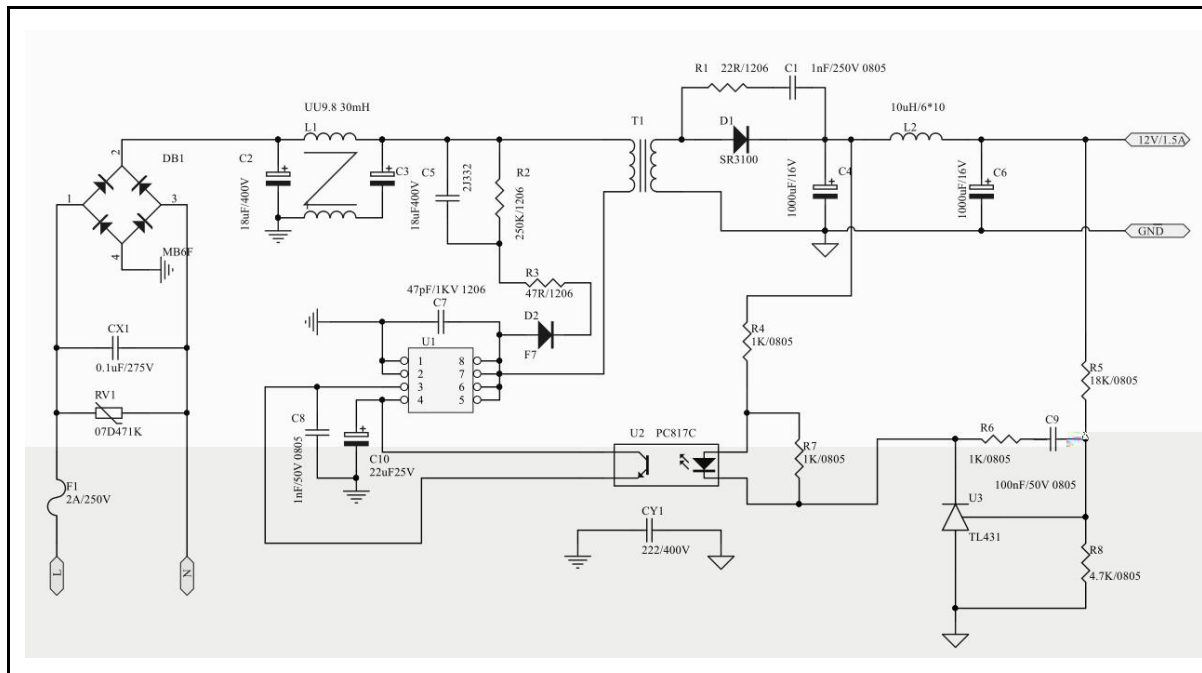 R1 22R/1206 C1 1nF/250V 0805
UU9.8 30mH
L1
T1
D1
SR3100
10uH/6*10
L2
12V/1.5A
2
DB1
1
3
4
MB6F
C2
18uF/400V
C3
18uF400V
C5
2J332
R2
250K/1206
C4
1000uF/16V
C6
1000uF/16V
GND
R3
47R/1206
47pF/1KV 1206
C7
D2
F7
U1
1 8
2 7
3 6
4 5
R4
1K/0805
R5
18K/0805
CX1
0.1uF/275V
RV1
07D471K
C8
1nF/50V 0805
C10
22uF25V
U2 PC817C
R7
1K/0805
R6
1K/0805
C9
100nF/50V 0805
F1
2A/250V
CY1
222/400V
U3
TL431
R8
4.7K/0805
L
N